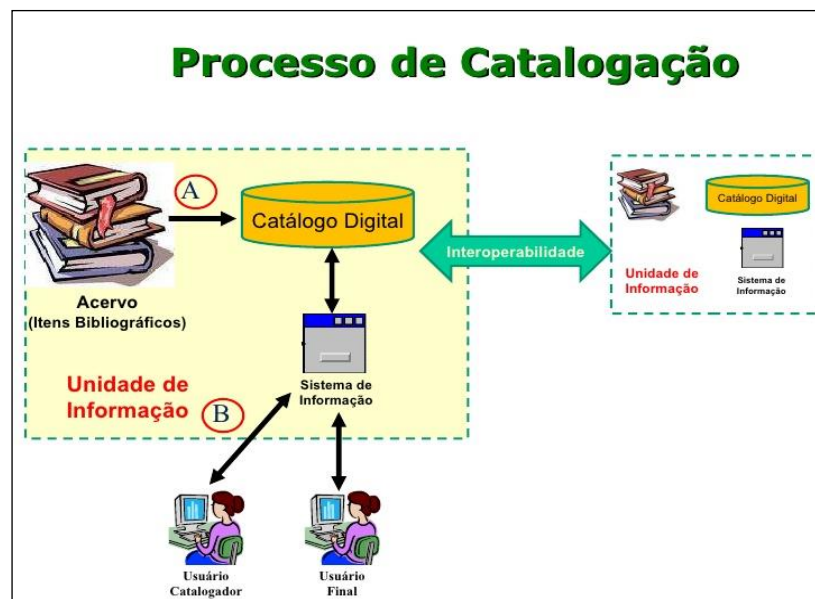 Processo de Catalogação
A
Catálogo Digital
Acervo
(Itens Bibliográficos)
Sistema de
Informação
Unidade de
Informação
B
Usuário
Catalogador
Usuário
Final
Interoperabilidade
Catálogo Digital
Unidade de
Informação
Sistema de
Informação